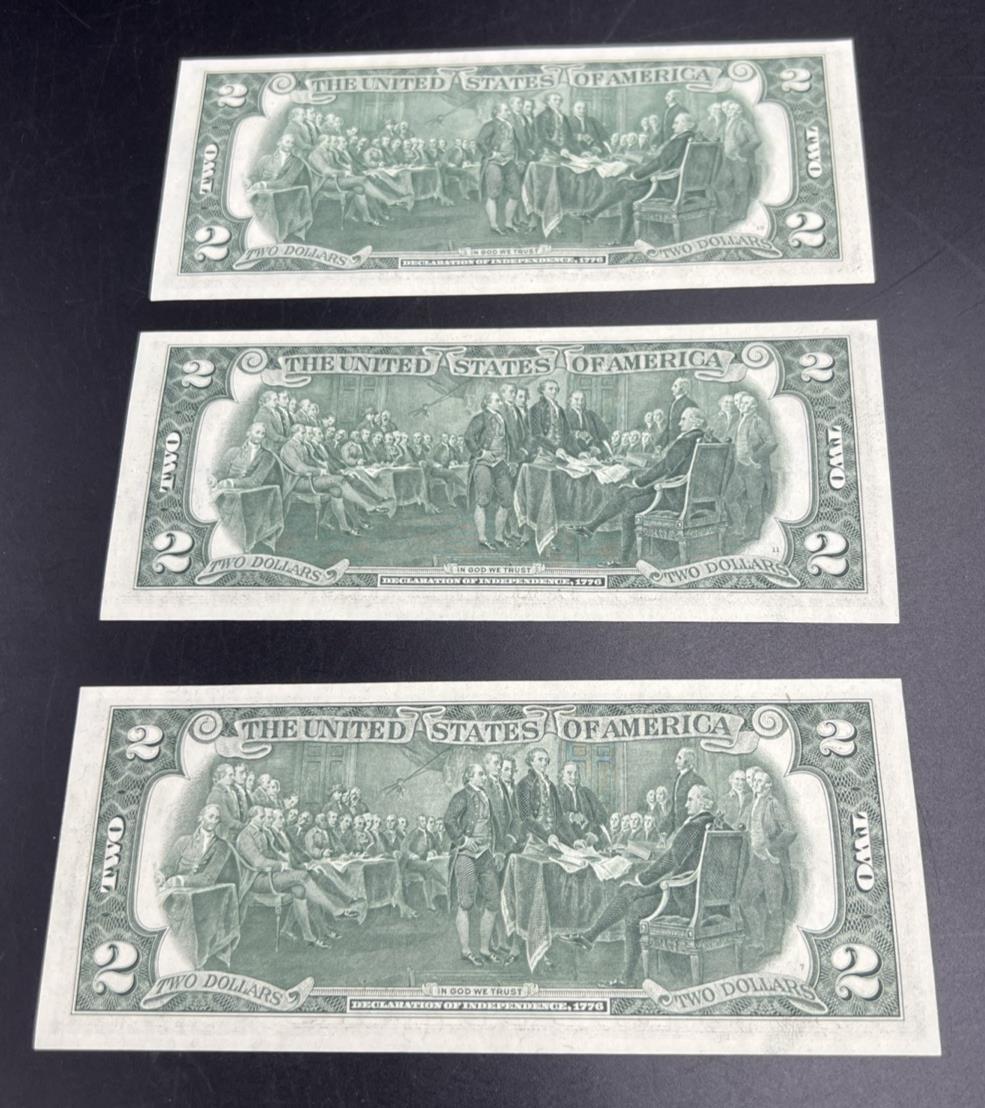 THE UNITED STATES OF AMERICA
2 2
TWO TWO
2 2
10
TWO DOLLARS IN GOD WE TRUST TWO DOLLARS
DECLARATION OF INDEPENDENCE, 1776
THE UNITED STATES OF AMERICA
2 2
TWO TWO
2 2
11
TWO DOLLARS IN GOD WE TRUST TWO DOLLARS
DECLARATION OF INDEPENDENCE, 1776
THE UNITED STATES OF AMERICA
2 2
TWO TWO
2 2
7
TWO DOLLARS IN GOD WE TRUST TWO DOLLARS
DECLARATION OF INDEPENDENCE, 1776